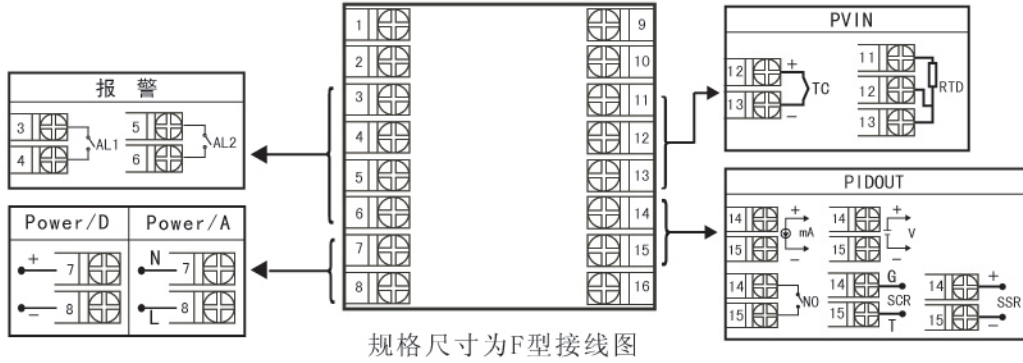 报 警
3
4
AL1
5
6
AL2
Power/D
Power/A
+
-
7
8
N
L
7
8
1
2
3
4
5
6
7
8
9
10
11
12
13
14
15
16
PVIN
12
13
+
-
TC
11
12
13
RTD
PIDOUT
14
15
+
-
mA
14
15
+
-
V
14
15
NO
14
15
G
SCR
T
14
15
+
SSR
-
规格尺寸为F型接线图